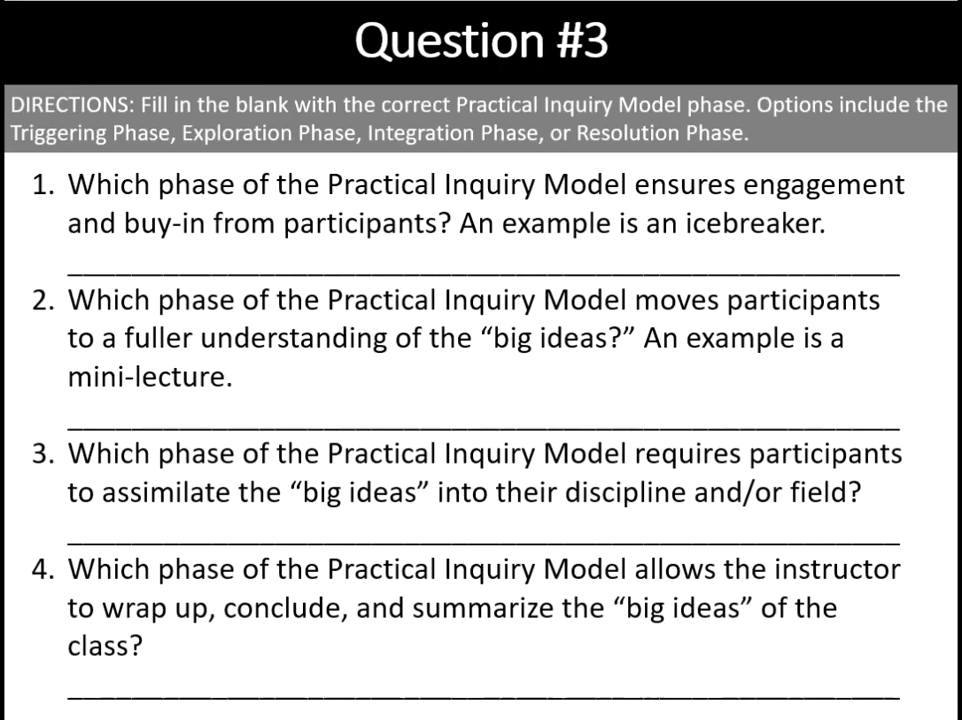 Question #3
DIRECTIONS: Fill in the blank with the correct Practical Inquiry Model phase. Options include the
Triggering Phase, Exploration Phase, Integration Phase, or Resolution Phase.
1. Which phase of the Practical Inquiry Model ensures engagement
and buy-in from participants? An example is an icebreaker.
2. Which phase of the Practical Inquiry Model moves participants
to a fuller understanding of the “big ideas?” An example is a
mini-lecture.
3. Which phase of the Practical Inquiry Model requires participants
to assimilate the “big ideas” into their discipline and/or field?
4. Which phase of the Practical Inquiry Model allows the instructor
to wrap up, conclude, and summarize the “big ideas” of the
class?